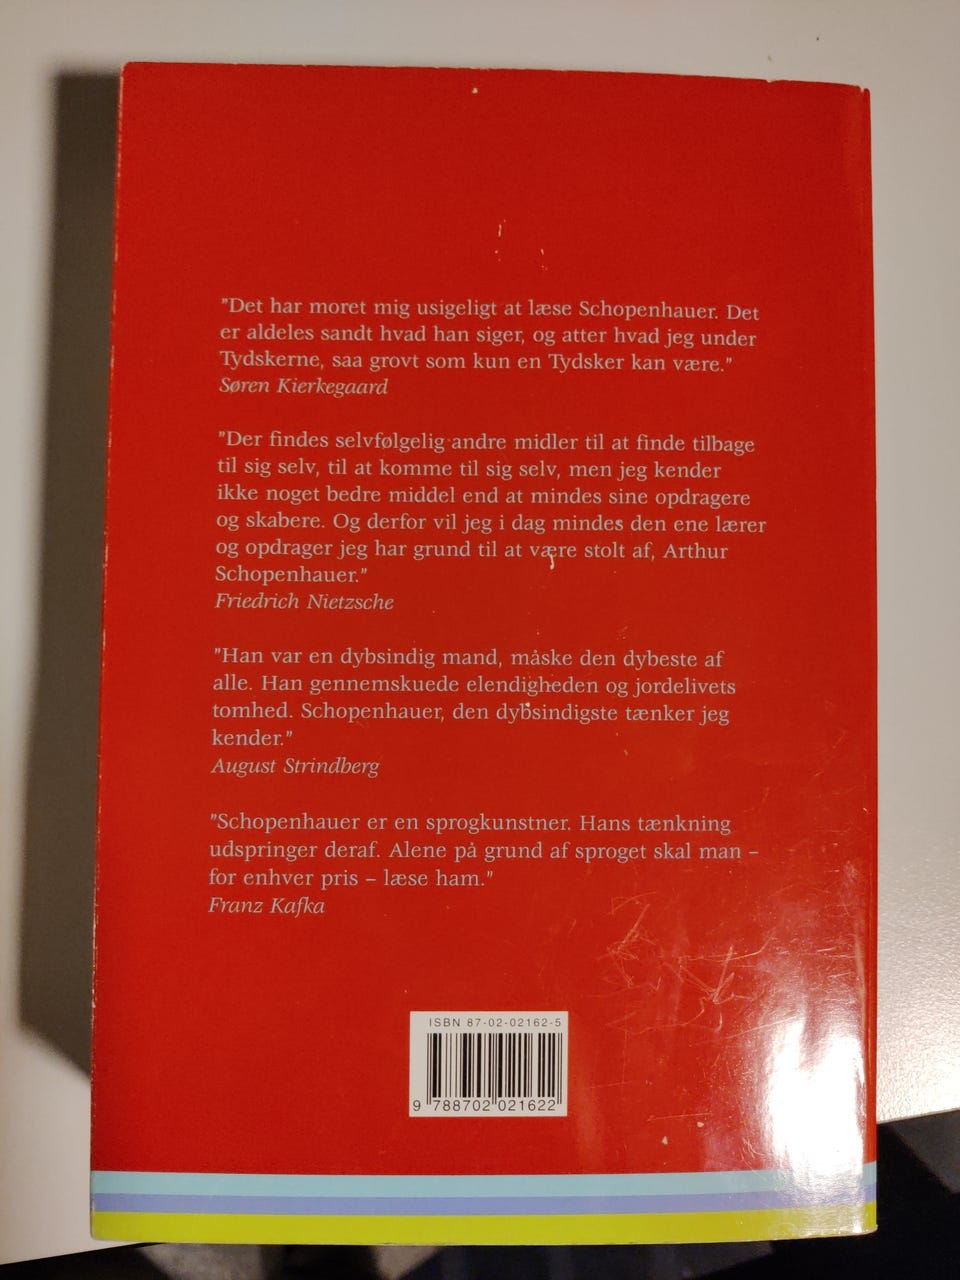 "Det har moret mig usigeligt at læse Schopenhauer. Det
er aldeles sandt hvad han siger, og atter hvad jeg under
Tydskerne, saa grovt som kun en Tydsker kan være."
Søren Kierkegaard
"Der findes selvfølgelig andre midler til at finde tilbage
til sig selv, til at komme til sig selv, men jeg kender
ikke noget bedre middel end at mindes sine opdragere
og skabere. Og derfor vil jeg i dag mindes den ene lærer
og opdrager jeg har grund til at være stolt af, Arthur
Schopenhauer."
Friedrich Nietzsche
"Han var en dybsindig mand, måske den dybeste af
alle. Han gennemskuede elendigheden og jordelivets
tomhed. Schopenhauer, den dybsindigste tænker jeg
kender."
August Strindberg
"Schopenhauer er en sprogkunstner. Hans tænkning
udspringer deraf. Alene på grund af sproget skal man –
for enhver pris – læse ham."
Franz Kafka
ISBN 87-02-02162-5
9 788702 021622